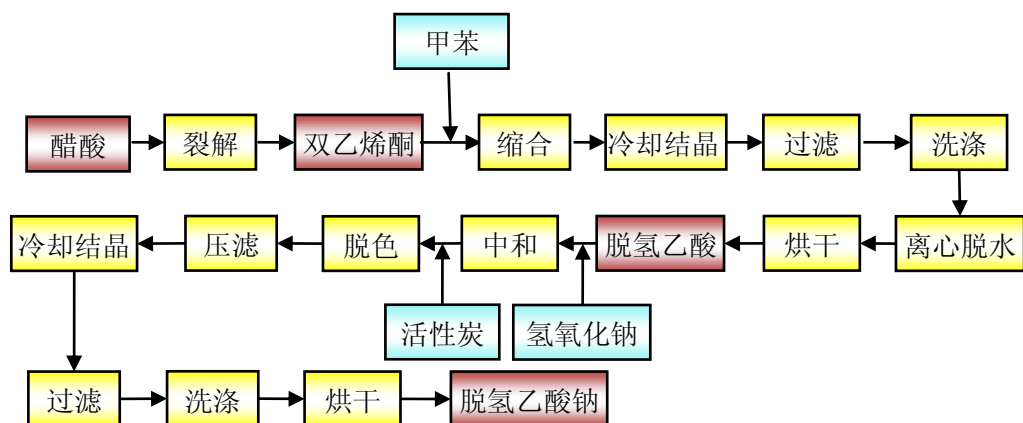 甲苯
醋酸 裂解 双乙烯酮 缩合 冷却结晶 过滤 洗涤
冷却结晶 压滤 脱色 中和 脱氢乙酸 烘干 离心脱水
活性炭 氢氧化钠
过滤 洗涤 烘干 脱氢乙酸钠